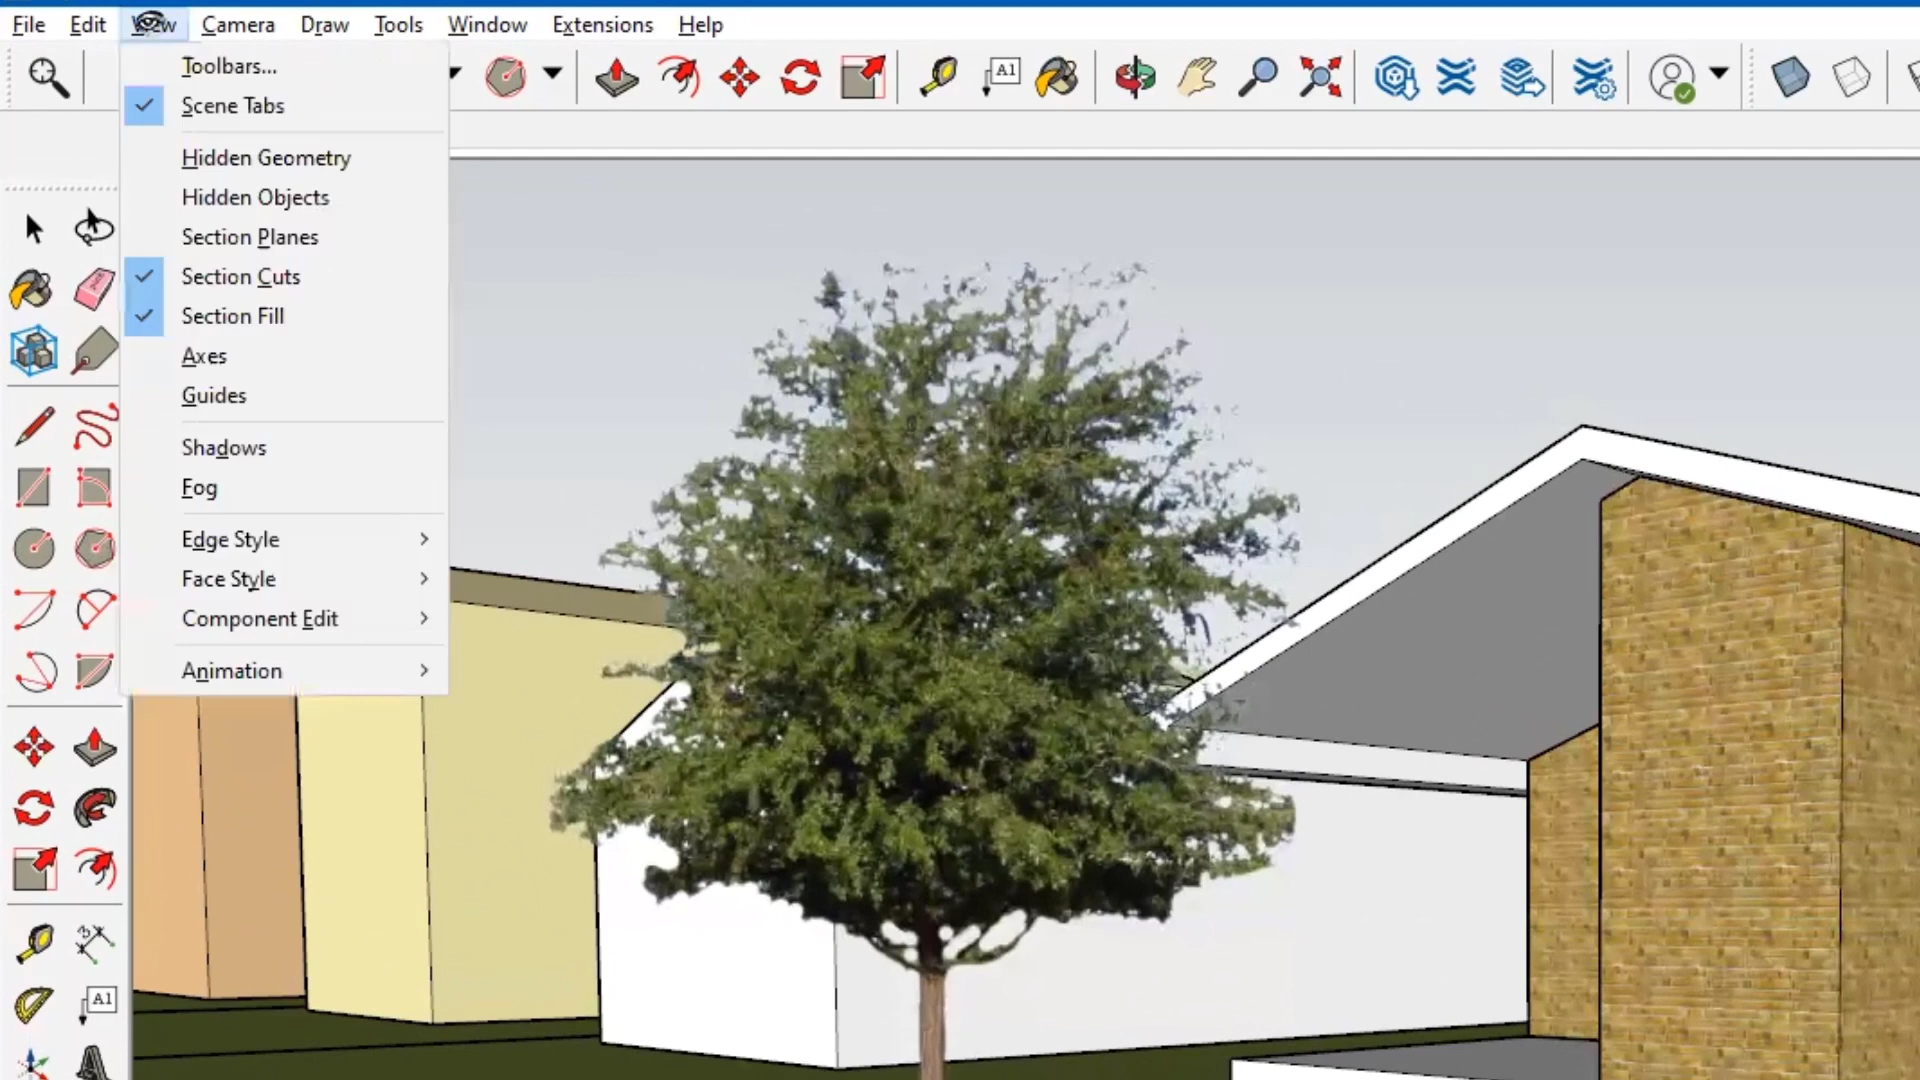 File Edit View Camera Draw Tools Window Extensions Help
Toolbars...
Scene Tabs
Hidden Geometry
Hidden Objects
Section Planes
Section Cuts
Section Fill
Axes
Guides
Shadows
Fog
Edge Style
Face Style
Component Edit
Animation
A1
A1